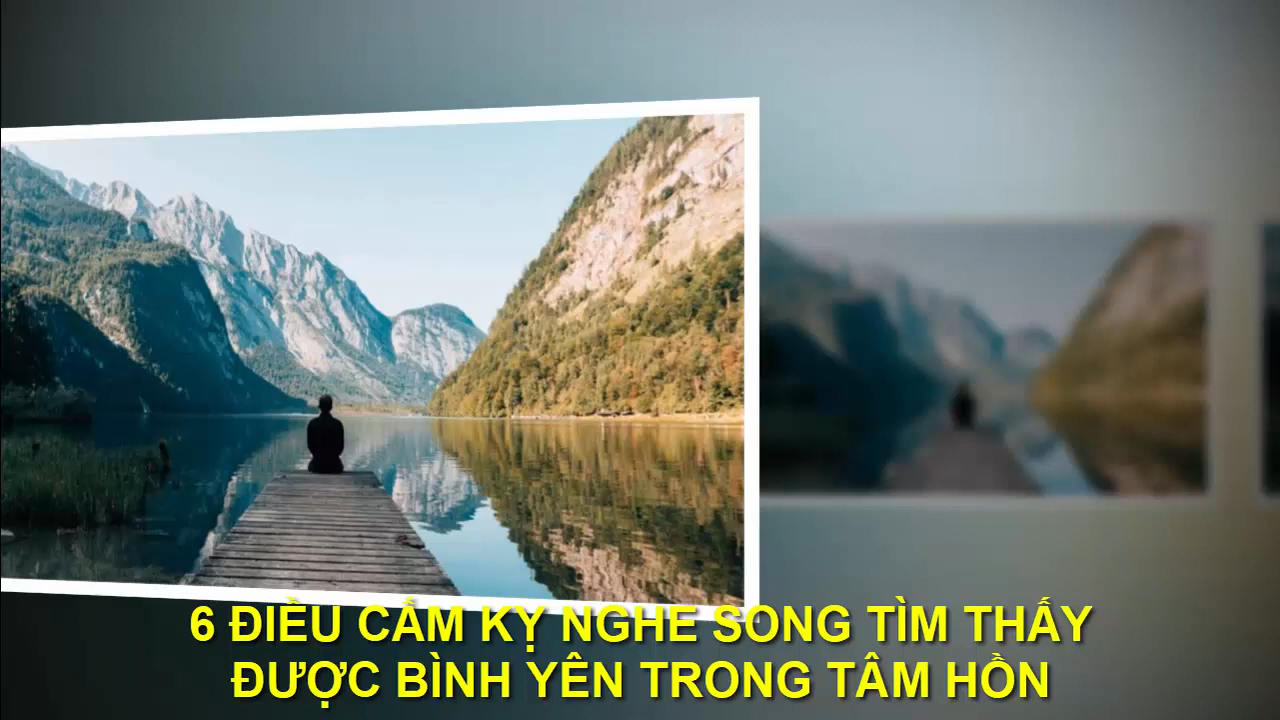 6 ĐIỀU CẤM KỴ NGHE SONG TÌM THẤY
ĐƯỢC BÌNH YÊN TRONG TÂM HỒN